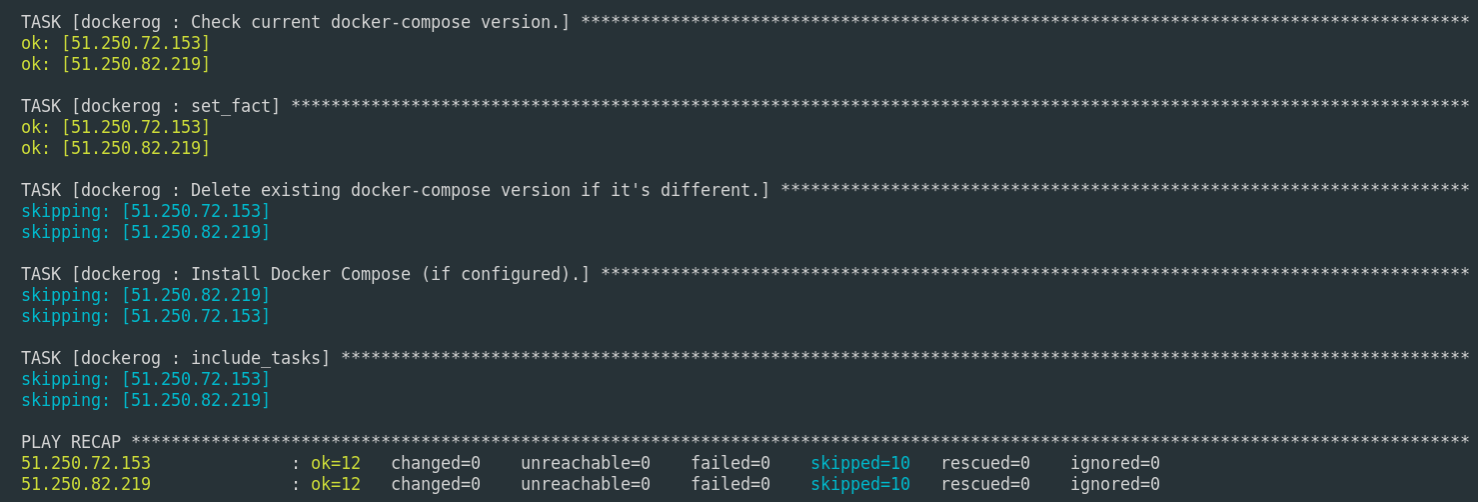 TASK [dockerog : Check current docker-compose version.] *****************************************************************************************
ok: [51.250.72.153]
ok: [51.250.82.219]
TASK [dockerog : set_fact] **********************************************************************************************************************
ok: [51.250.72.153]
ok: [51.250.82.219]
TASK [dockerog : Delete existing docker-compose version if it's different.] *********************************************************************
skipping: [51.250.72.153]
skipping: [51.250.82.219]
TASK [dockerog : Install Docker Compose (if configured).] ***************************************************************************************
skipping: [51.250.82.219]
skipping: [51.250.72.153]
TASK [dockerog : include_tasks] *****************************************************************************************************************
skipping: [51.250.72.153]
skipping: [51.250.82.219]
PLAY RECAP **************************************************************************************************************************************
51.250.72.153              : ok=12   changed=0    unreachable=0    failed=0    skipped=10   rescued=0    ignored=0
51.250.82.219              : ok=12   changed=0    unreachable=0    failed=0    skipped=10   rescued=0    ignored=0